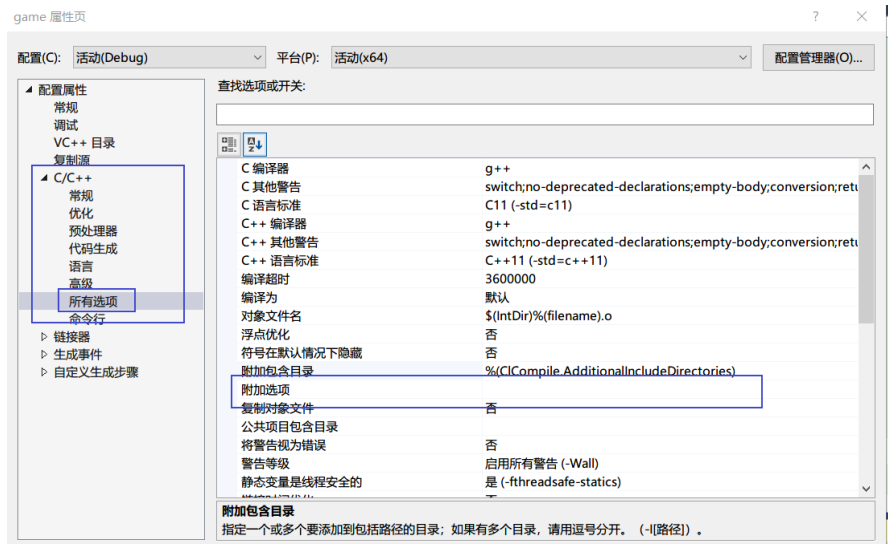 game 属性页
配置(C): 活动(Debug) 平台(P): 活动(x64) 配置管理器(O)...
配置属性
常规
调试
VC++ 目录
复制源
C/C++
常规
优化
预处理器
代码生成
语言
高级
所有选项
命令行
链接器
生成事件
自定义生成步骤
查找选项或开关:
C 编译器 g++
C 其他警告 switch;no-deprecated-declarations;empty-body;conversion;retu
C 语言标准 C11 (-std=c11)
C++ 编译器 g++
C++ 其他警告 switch;no-deprecated-declarations;empty-body;conversion;retu
C++ 语言标准 C++11 (-std=c++11)
编译超时 3600000
编译为 默认
对象文件名 $(IntDir)%(filename).o
浮点优化 否
符号在默认情况下隐藏 否
附加包含目录 %(ClCompile.AdditionalIncludeDirectories)
附加选项
复制对象文件 否
公共项目包含目录
将警告视为错误 否
警告等级 启用所有警告 (-Wall)
静态变量是线程安全的 是 (-fthreadsafe-statics)
附加包含目录
指定一个或多个要添加到包括路径的目录；如果有多个目录，请用逗号分开。 (-I[路径]) 。